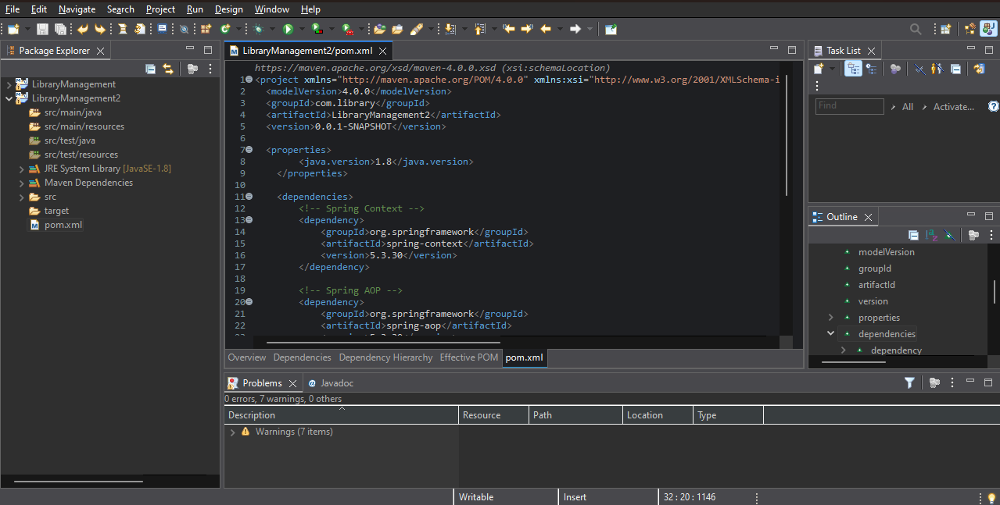 File Edit Navigate Search Project Run Design Window Help
Package Explorer
LibraryManagement
LibraryManagement2
src/main/java
src/main/resources
src/test/java
src/test/resources
JRE System Library [JavaSE-1.8]
Maven Dependencies
src
target
pom.xml
LibraryManagement2/pom.xml
https://maven.apache.org/xsd/maven-4.0.0.xsd (xsi:schemaLocation)
1 <project xmlns="http://maven.apache.org/POM/4.0.0" xmlns:xsi="http://www.w3.org/2001/XMLSchema-i
2 <modelVersion>4.0.0</modelVersion>
3 <groupId>com.library</groupId>
4 <artifactId>LibraryManagement2</artifactId>
5 <version>0.0.1-SNAPSHOT</version>
6
7 <properties>
8 <java.version>1.8</java.version>
9 </properties>
10
11 <dependencies>
12 <!-- Spring Context -->
13 <dependency>
14 <groupId>org.springframework</groupId>
15 <artifactId>spring-context</artifactId>
16 <version>5.3.30</version>
17 </dependency>
18
19 <!-- Spring AOP -->
20 <dependency>
21 <groupId>org.springframework</groupId>
22 <artifactId>spring-aop</artifactId>
Overview Dependencies Dependency Hierarchy Effective POM pom.xml
Task List
Find All Activate...
Outline
modelVersion
groupId
artifactId
version
properties
dependencies
dependency
Problems Javadoc
0 errors, 7 warnings, 0 others
Description Resource Path Location Type
Warnings (7 items)
Writable Insert 32 : 20 : 1146